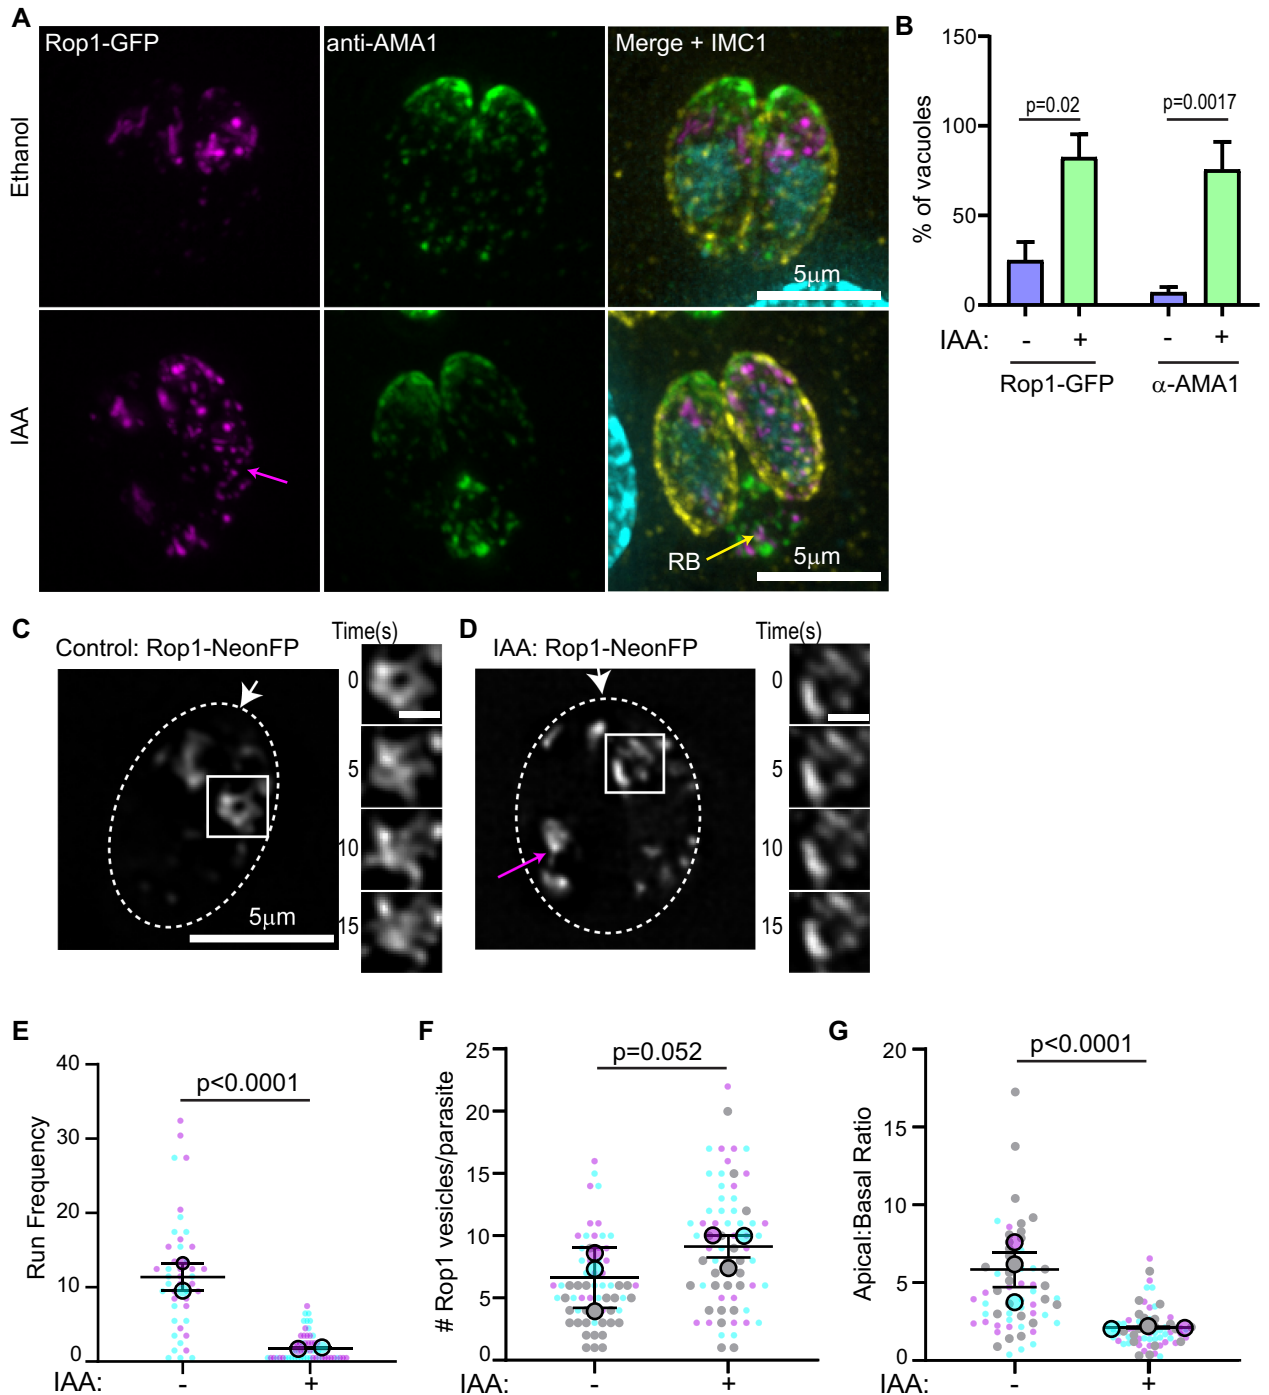 A
Rop1-GFP
anti-AMA1
Merge + IMC1
Ethanol
5μm
IAA
RB
5μm
B
150
100
50
0
% of vacuoles
p=0.02
p=0.0017
IAA: - + - +
Rop1-GFP
α-AMA1
C
Control: Rop1-NeonFP
Time(s)
0
5
10
15
5μm
D
IAA: Rop1-NeonFP
Time(s)
0
5
10
15
E
40
30
20
10
0
Run Frequency
p<0.0001
IAA: - +
F
25
20
15
10
5
0
# Rop1 vesicles/parasite
p=0.052
IAA: - +
G
20
15
10
5
0
Apical:Basal Ratio
p<0.0001
IAA: - +